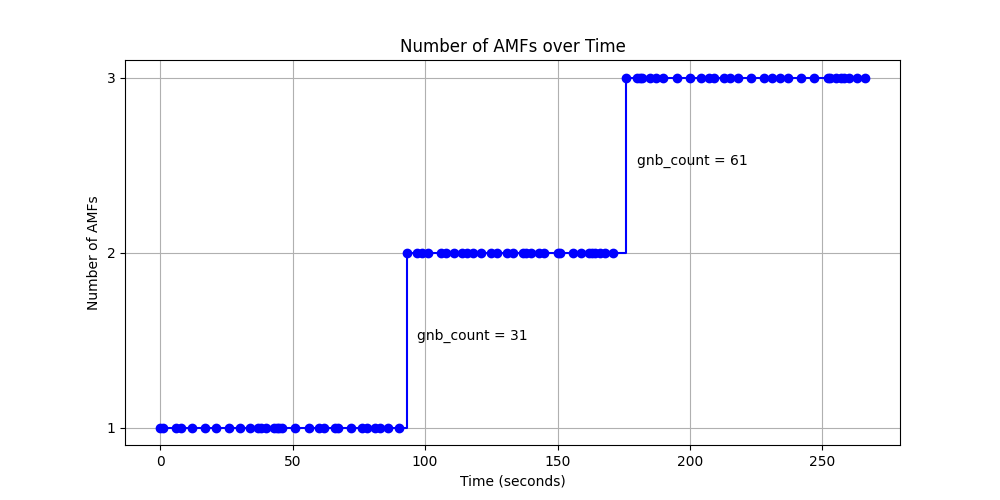 Number of AMFs over Time
3
gnb_count = 61
Number of AMFs
2
gnb_count = 31
1
0 50 100 150 200 250
Time (seconds)